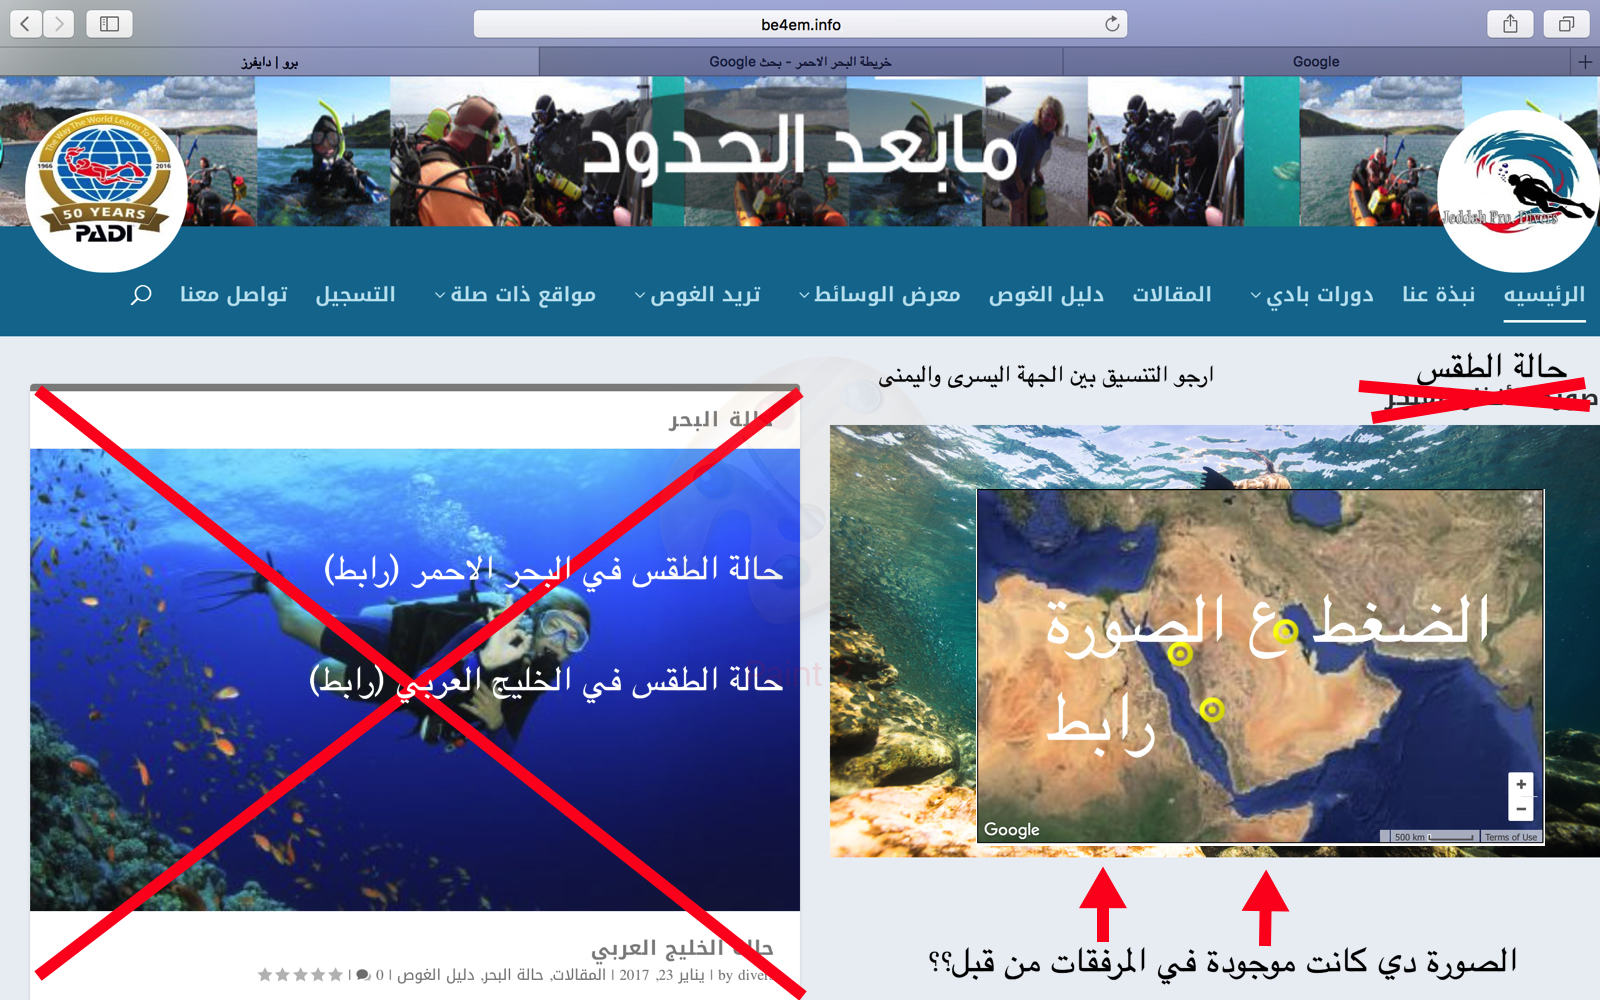 be4em.info
برو | دايفرز
خريطة البحر الاحمر - بحث Google
Google
مابعد الحدود
The Way The World Learns To Dive
1966
2016
50 YEARS
PADI
Jeddah Pro Divers
الرئيسيه
نبذة عنا
دورات بادي
المقالات
دليل الغوص
معرض الوسائط
تريد الغوص
مواقع ذات صلة
التسجيل
تواصل معنا
حالة الطقس
ارجو التنسيق بين الجهة اليسرى واليمنى
حالة البحر
حالة الطقس في البحر الاحمر (رابط)
حالة الطقس في الخليج العربي (رابط)
الضغط ع الصورة
رابط
Google
500 km
Terms of Use
الصورة دي كانت موجودة في المرفقات من قبل؟؟
حالة الخليج العربي
by diver | يناير 23, 2017 | المقالات, حالة البحر, دليل الغوص | 0 |